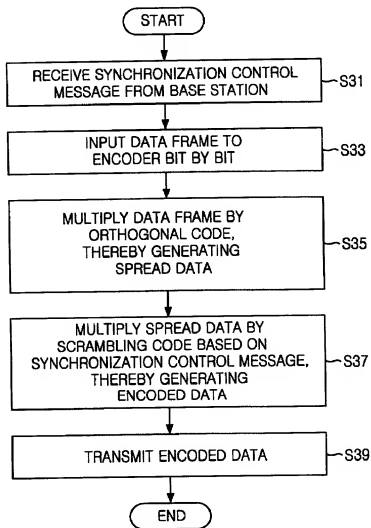 START
RECEIVE SYNCHRONIZATION CONTROL
MESSAGE FROM BASE STATION
S31
INPUT DATA FRAME TO
ENCODER BIT BY BIT
S33
MULTIPLY DATA FRAME BY
ORTHOGONAL CODE,
THEREBY GENERATING
SPREAD DATA
S35
MULTIPLY SPREAD DATA BY
SCRAMBLING CODE BASED ON
SYNCHRONIZATION CONTROL MESSAGE,
THEREBY GENERATING
ENCODED DATA
S37
TRANSMIT ENCODED DATA
S39
END